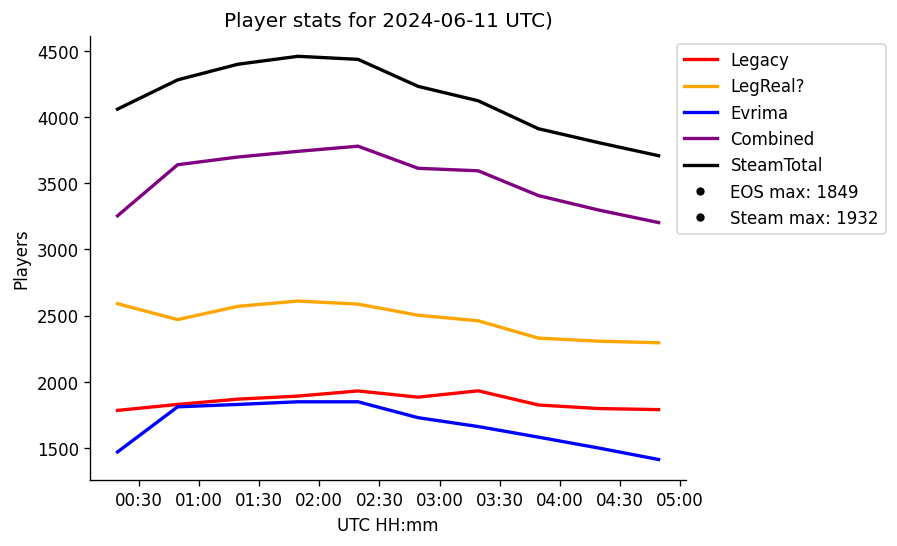 Player stats for 2024-06-11 UTC)
4500
4000
3500
3000
2500
2000
1500
Players
00:30 01:00 01:30 02:00 02:30 03:00 03:30 04:00 04:30 05:00
UTC HH:mm
Legacy
LegReal?
Evrima
Combined
SteamTotal
EOS max: 1849
Steam max: 1932